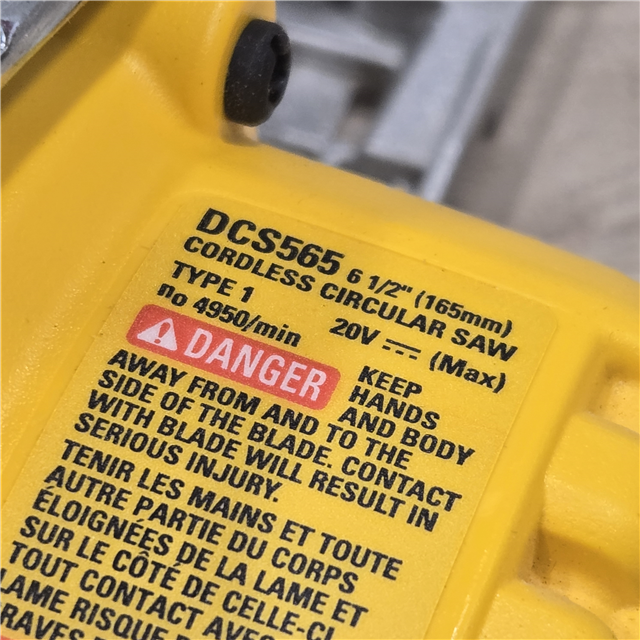 DCS565 6 1/2" (165mm)
CORDLESS CIRCULAR SAW
TYPE 1 20V ⎓ (Max)
no 4950/min
DANGER KEEP
HANDS
AND BODY
AWAY FROM AND TO THE
SIDE OF THE BLADE. CONTACT
WITH BLADE WILL RESULT IN
SERIOUS INJURY.
TENIR LES MAINS ET TOUTE
AUTRE PARTIE DU CORPS
ÉLOIGNÉES DE LA LAME ET
SUR LE CÔTÉ DE CELLE-CI
TOUT CONTACT AVEC
LAME RISQUE D